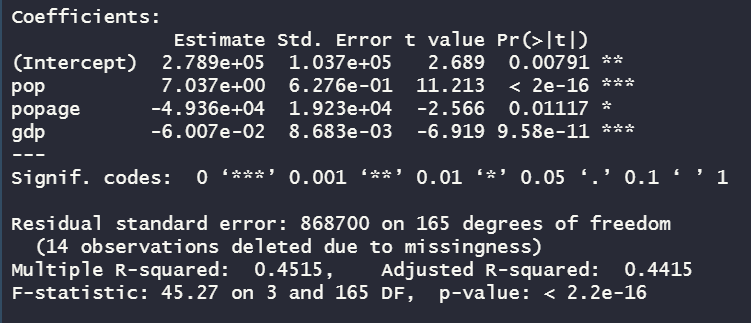 Coefficients:
Estimate Std. Error t value Pr(>|t|)
(Intercept) 2.789e+05 1.037e+05 2.689 0.00791 **
pop 7.037e+00 6.276e-01 11.213 < 2e-16 ***
popage -4.936e+04 1.923e+04 -2.566 0.01117 *
gdp -6.007e-02 8.683e-03 -6.919 9.58e-11 ***
---
Signif. codes: 0 ‘***’ 0.001 ‘**’ 0.01 ‘*’ 0.05 ‘.’ 0.1 ‘ ’ 1
Residual standard error: 868700 on 165 degrees of freedom
(14 observations deleted due to missingness)
Multiple R-squared: 0.4515, Adjusted R-squared: 0.4415
F-statistic: 45.27 on 3 and 165 DF, p-value: < 2.2e-16